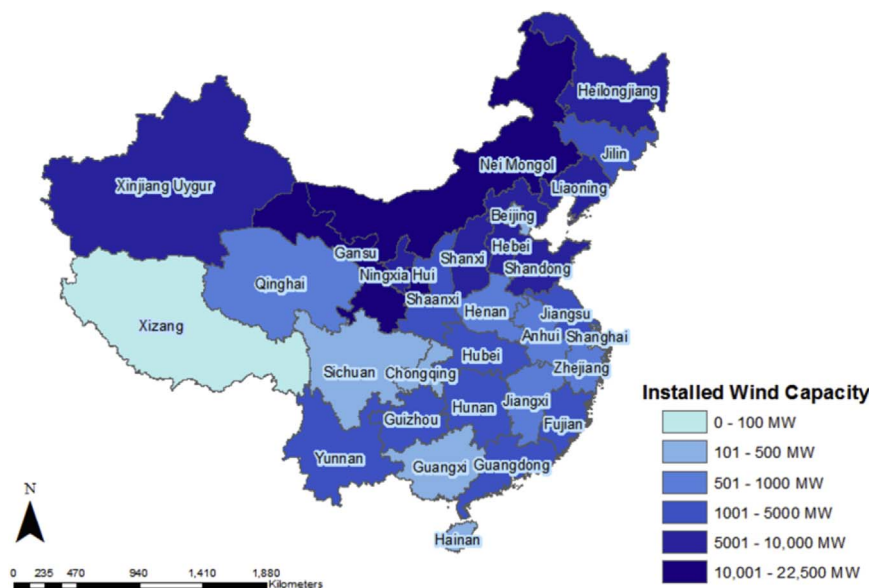 Heilongjiang
Jilin
Nei Mongol
Liaoning
Xinjiang Uygur
Beijing
Hebei
Gansu
Shanxi
Shandong
Ningxia Hui
Qinghai
Shaanxi
Henan
Jiangsu
Xizang
Anhui
Shanghai
Hubei
Sichuan
Chongqing
Zhejiang
Hunan
Jiangxi
Guizhou
Fujian
Yunnan
Guangxi
Guangdong
Hainan
Installed Wind Capacity
0 - 100 MW
101 - 500 MW
501 - 1000 MW
1001 - 5000 MW
5001 - 10,000 MW
10,001 - 22,500 MW
N
0 235 470 940 1,410 1,880
Kilometers